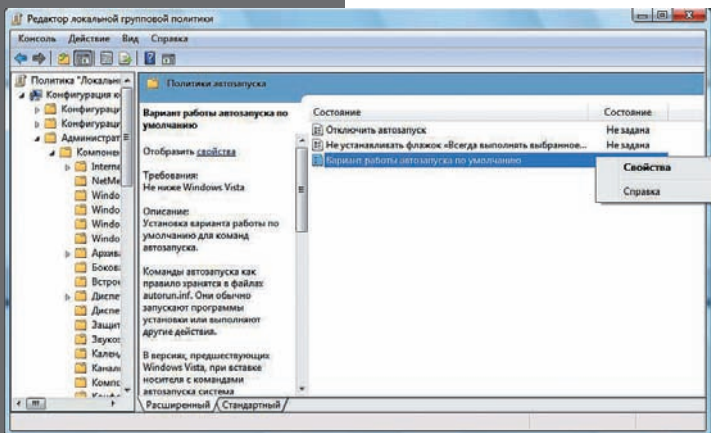 Редактор локальной групповой политики
Консоль Действие Вид Справка
Политика "Локальн
Конфигурация к
Конфигураци
Конфигураци
Администрат
Компонен
Interne
NetMe
Windo
Windo
Windo
Windo
Архив
Боков
Встро
Диспе
Диспе
Защит
Звуко
Кален
Канал
Компс
Политики автозапуска
Вариант работы автозапуска по
умолчанию
Отобразить свойства
Требования:
Не ниже Windows Vista
Описание:
Установка варианта работы по
умолчанию для команд
автозапуска.
Команды автозапуска как
правило хранятся в файлах
autorun.inf. Они обычно
запускают программы
установки или выполняют
другие действия.
В версиях, предшествующих
Windows Vista, при вставке
носителя с командами
автозапуска система
Состояние Состояние
Отключить автозапуск Не задана
Не устанавливать флажок «Всегда выполнять выбранное... Не задана
Вариант работы автозапуска по умолчанию
Свойства
Справка
Расширенный Стандартный